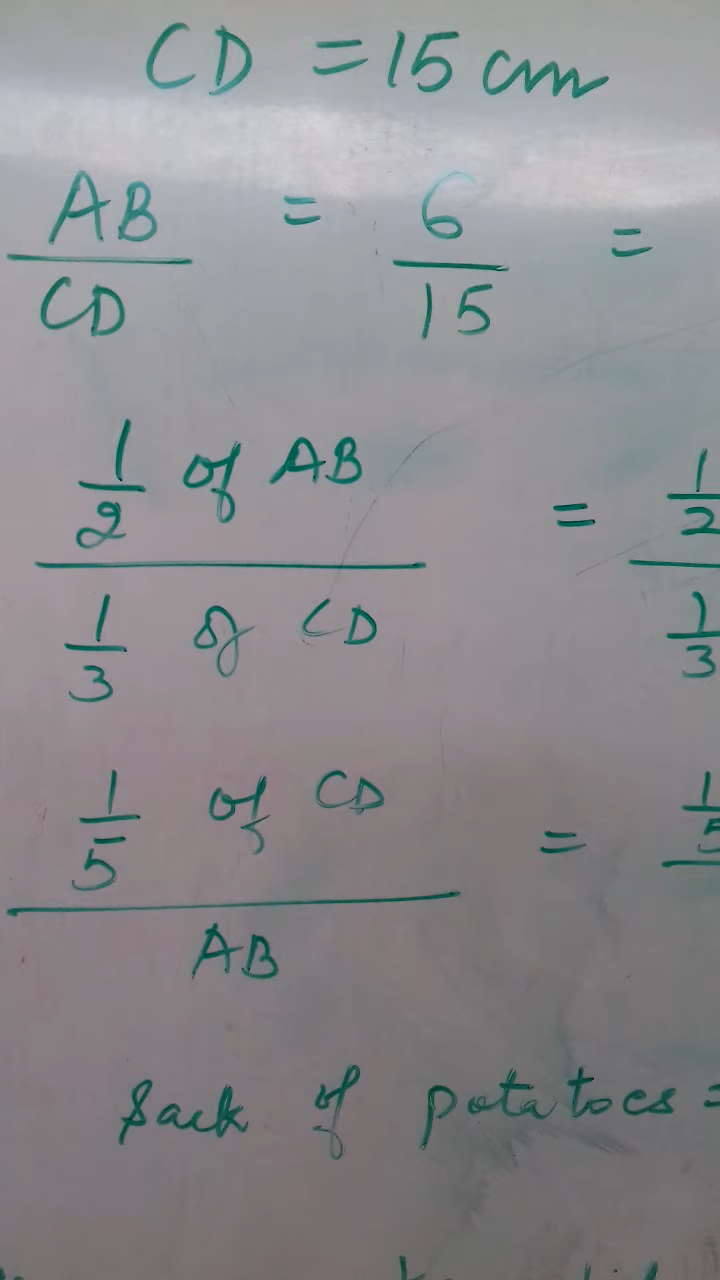 CD = 15 cm
AB/CD = 6/15 =
1/2 of AB / 1/3 of CD = 1/2 / 1/3
1/5 of CD / AB = 1/5
Sack of potatoes =